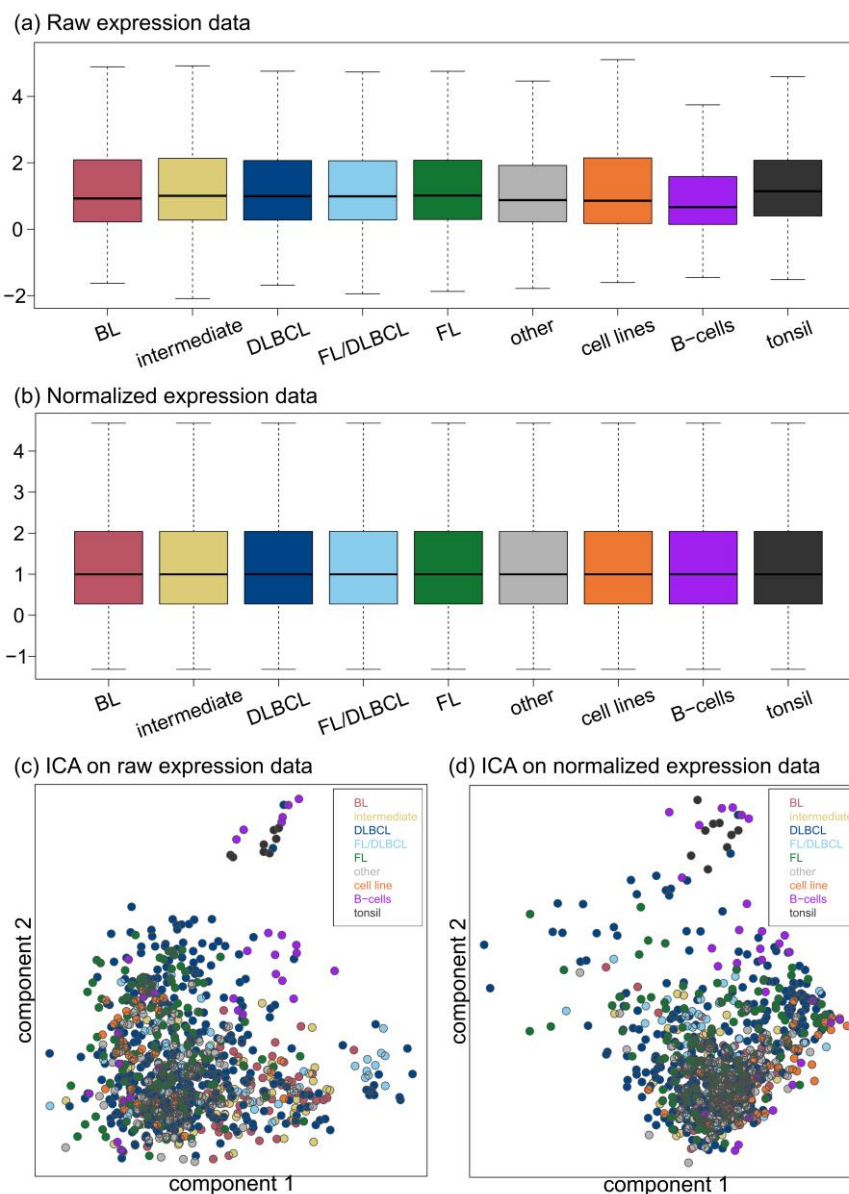 (a) Raw expression data
4
2
0
−2
BL
intermediate
DLBCL
FL/DLBCL
FL
other
cell lines
B−cells
tonsil
(b) Normalized expression data
4
3
2
1
0
−1
BL
intermediate
DLBCL
FL/DLBCL
FL
other
cell lines
B−cells
tonsil
(c) ICA on raw expression data
BL
intermediate
DLBCL
FL/DLBCL
FL
other
cell line
B−cells
tonsil
component 2
component 1
(d) ICA on normalized expression data
BL
intermediate
DLBCL
FL/DLBCL
FL
other
cell line
B−cells
tonsil
component 2
component 1